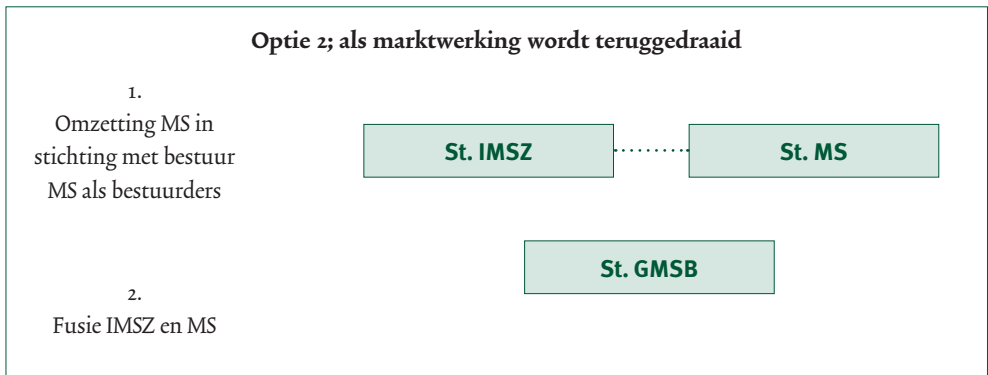 Optie 2; als marktwerking wordt teruggedraaid
1.
Omzetting MS in
stichting met bestuur
MS als bestuurders
St. IMSZ
St. MS
St. GMSB
2.
Fusie IMSZ en MS